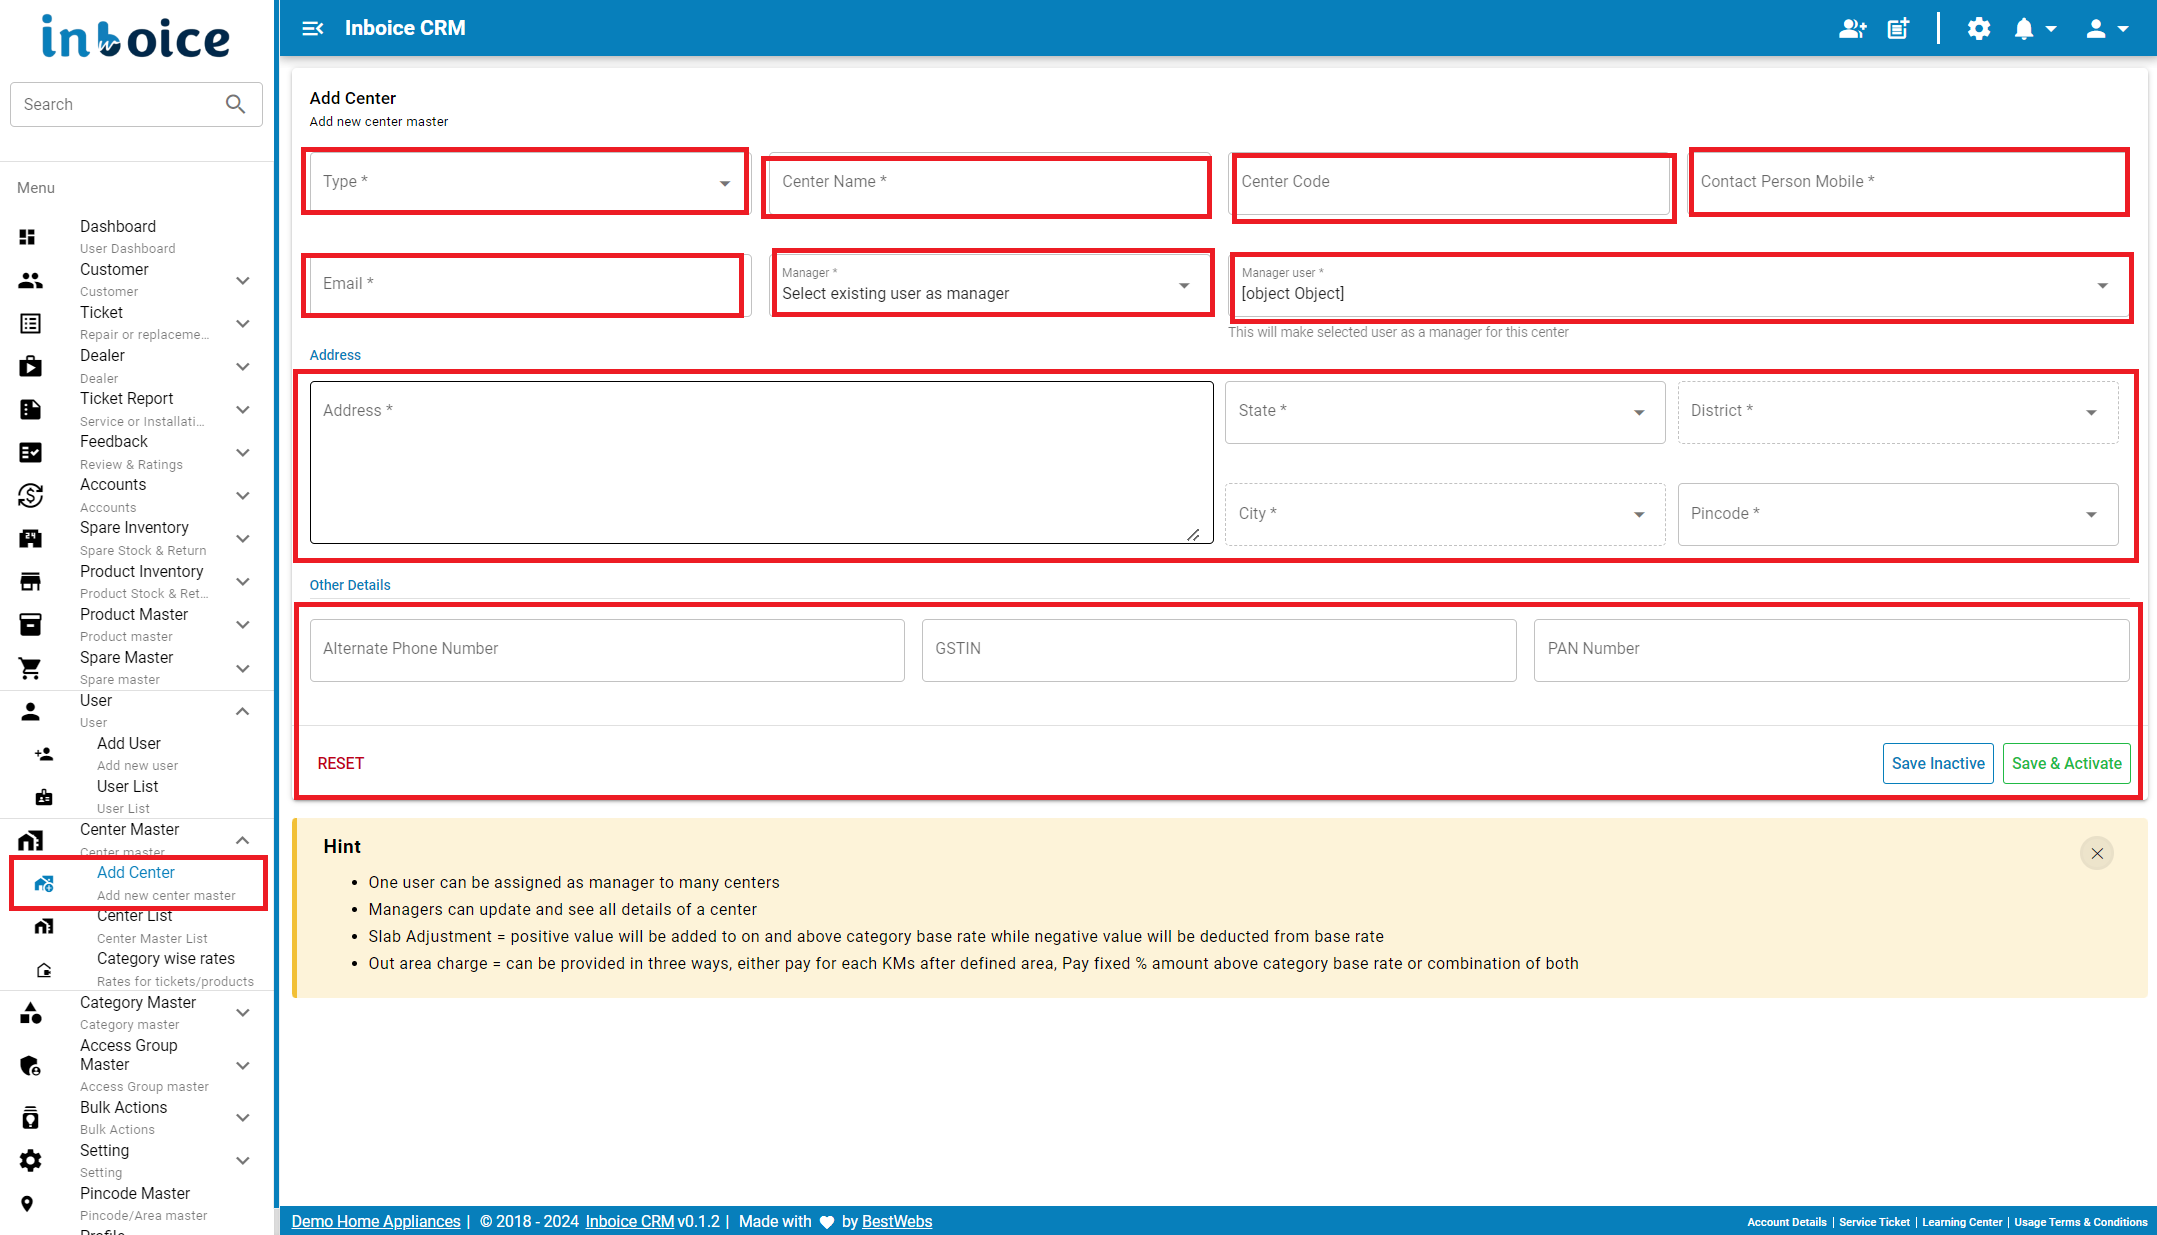 inboice
Search
Menu
Dashboard
User Dashboard
Customer
Customer
Ticket
Repair or replaceme...
Dealer
Dealer
Ticket Report
Service or Installati...
Feedback
Review & Ratings
Accounts
Accounts
Spare Inventory
Spare Stock & Return
Product Inventory
Product Stock & Ret...
Product Master
Product master
Spare Master
Spare master
User
User
Add User
Add new user
User List
User List
Center Master
Center master
Add Center
Add new center master
Center List
Center Master List
Category wise rates
Rates for tickets/products
Category Master
Category master
Access Group
Master
Access Group master
Bulk Actions
Bulk Actions
Setting
Setting
Pincode Master
Pincode/Area master
Profile
Inboice CRM
Add Center
Add new center master
Type *
Center Name *
Center Code
Contact Person Mobile *
Email *
Manager *
Select existing user as manager
Manager user *
[object Object]
This will make selected user as a manager for this center
Address
Address *
State *
District *
City *
Pincode *
Other Details
Alternate Phone Number
GSTIN
PAN Number
RESET
Save Inactive
Save & Activate
Hint
• One user can be assigned as manager to many centers
• Managers can update and see all details of a center
• Slab Adjustment = positive value will be added to on and above category base rate while negative value will be deducted from base rate
• Out area charge = can be provided in three ways, either pay for each KMs after defined area, Pay fixed % amount above category base rate or combination of both
Demo Home Appliances | © 2018 - 2024 Inboice CRM v0.1.2 | Made with ♥ by BestWebs
Account Details | Service Ticket | Learning Center | Usage Terms & Conditions